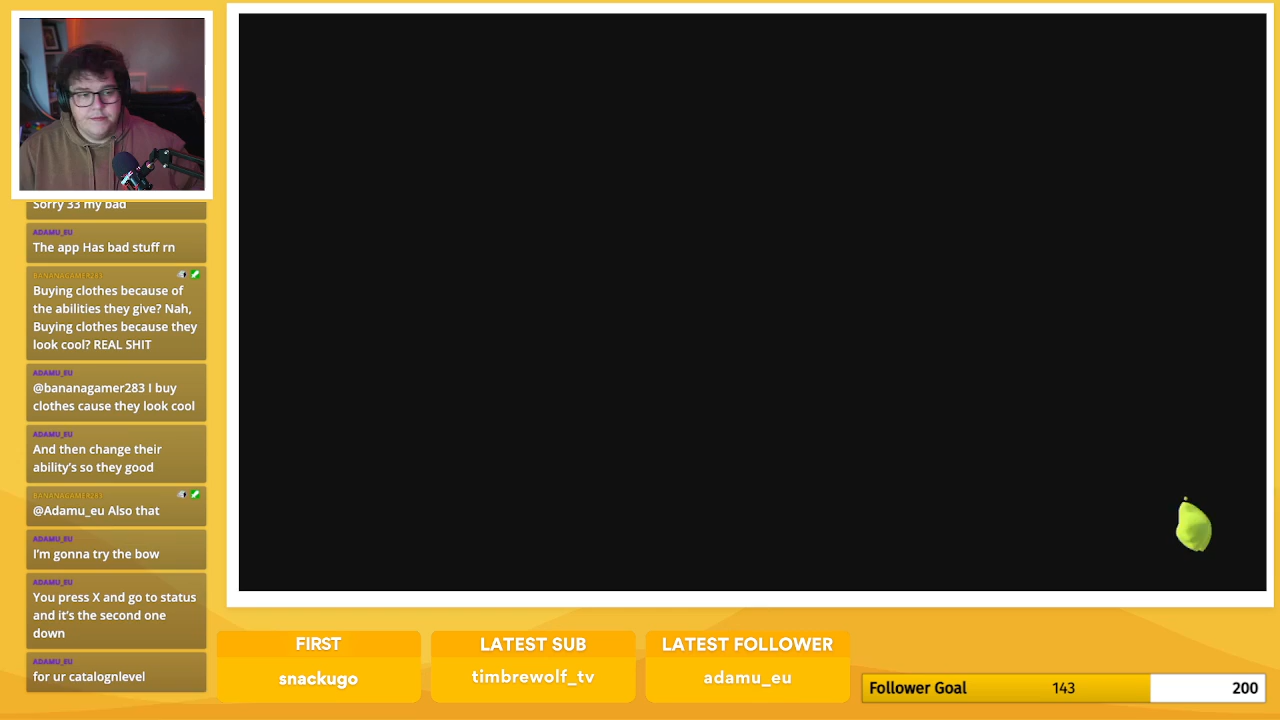 Sorry 33 my bad
ADAMU_EU
The app Has bad stuff rn
BANANAGAMER283
Buying clothes because of
the abilities they give? Nah,
Buying clothes because they
look cool? REAL SHIT
ADAMU_EU
@bananagamer283 I buy
clothes cause they look cool
ADAMU_EU
And then change their
ability's so they good
BANANAGAMER283
@Adamu_eu Also that
ADAMU_EU
I'm gonna try the bow
ADAMU_EU
You press X and go to status
and it's the second one
down
ADAMU_EU
for ur catalognlevel
FIRST
snackugo
LATEST SUB
timbrewolf_tv
LATEST FOLLOWER
adamu_eu
Follower Goal 143 200